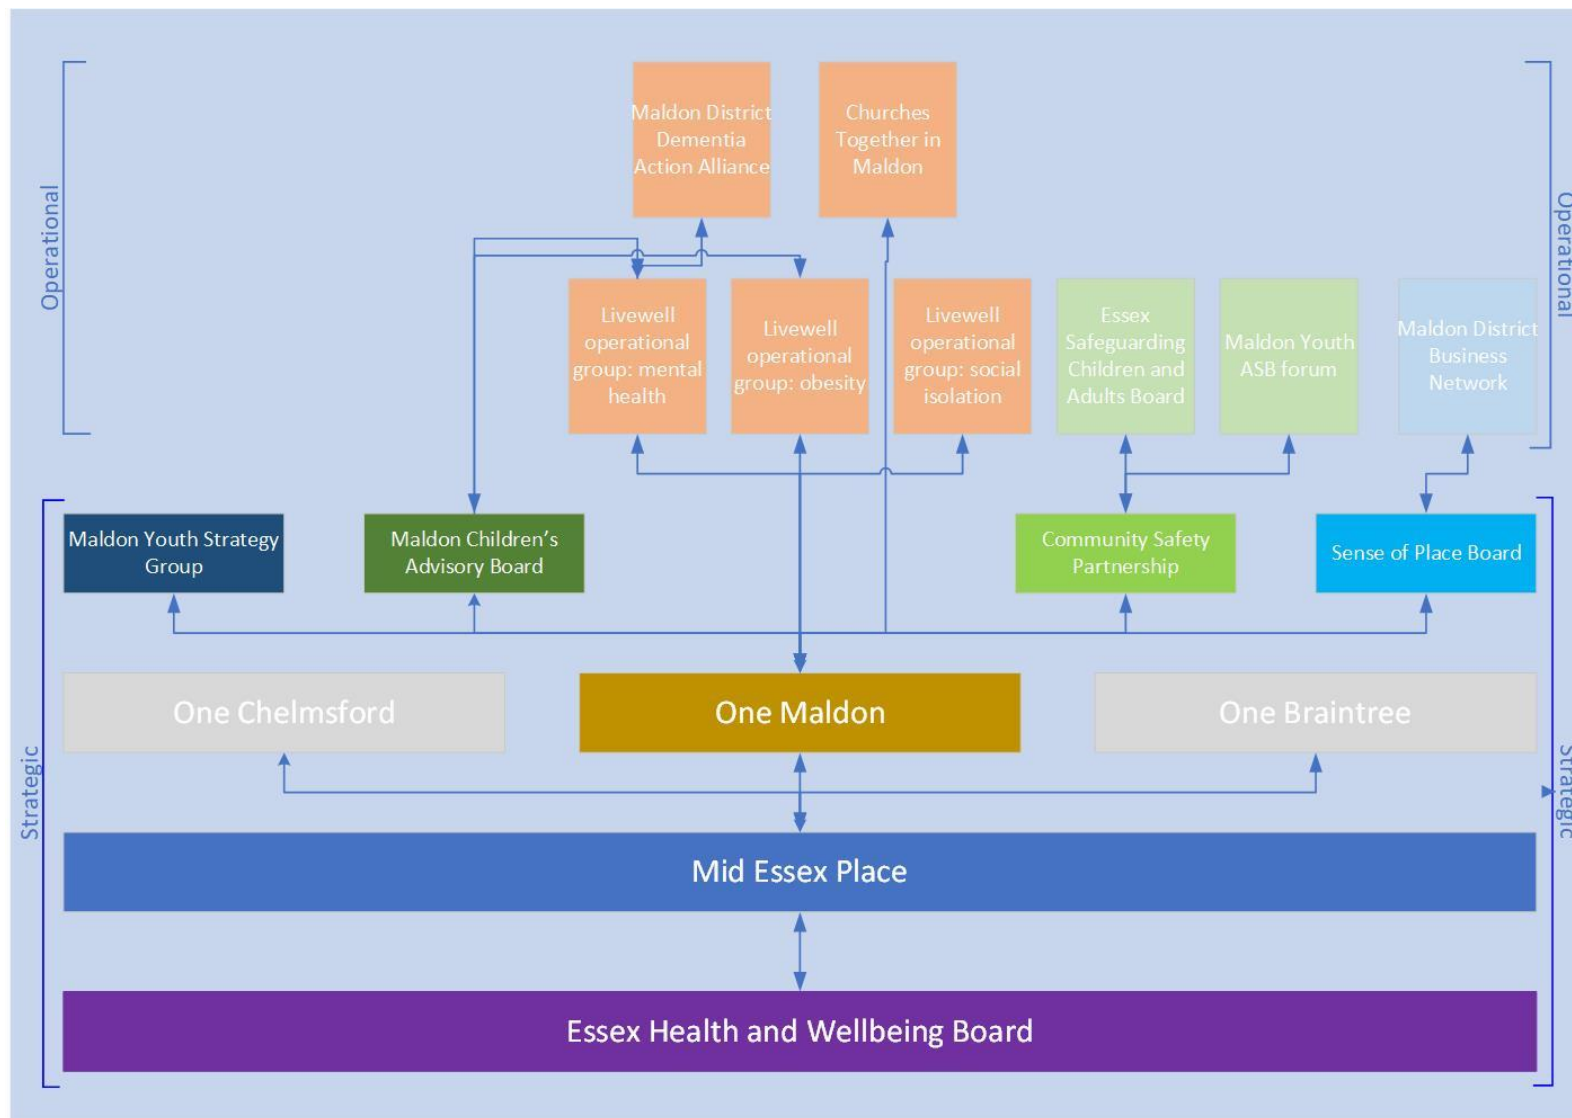 Operational
Maldon District
Dementia
Action Alliance
Churches
Together in
Maldon
Operational
Livewell
operational
group: mental
health
Livewell
operational
group: obesity
Livewell
operational
group: social
isolation
Essex
Safeguarding
Children and
Adults Board
Maldon Youth
ASB forum
Maldon District
Business
Network
Strategic
Maldon Youth Strategy
Group
Maldon Children’s
Advisory Board
Community Safety
Partnership
Sense of Place Board
One Chelmsford
One Maldon
One Braintree
Strategic
Mid Essex Place
Essex Health and Wellbeing Board